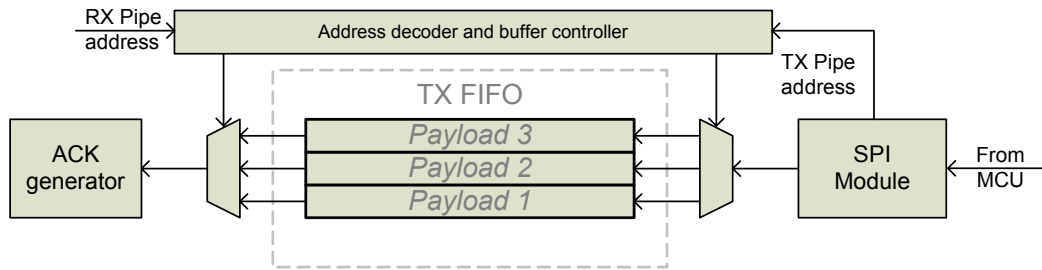 RX Pipe
address
Address decoder and buffer controller
TX Pipe
address
TX FIFO
Payload 3
Payload 2
Payload 1
ACK
generator
SPI
Module
From
MCU